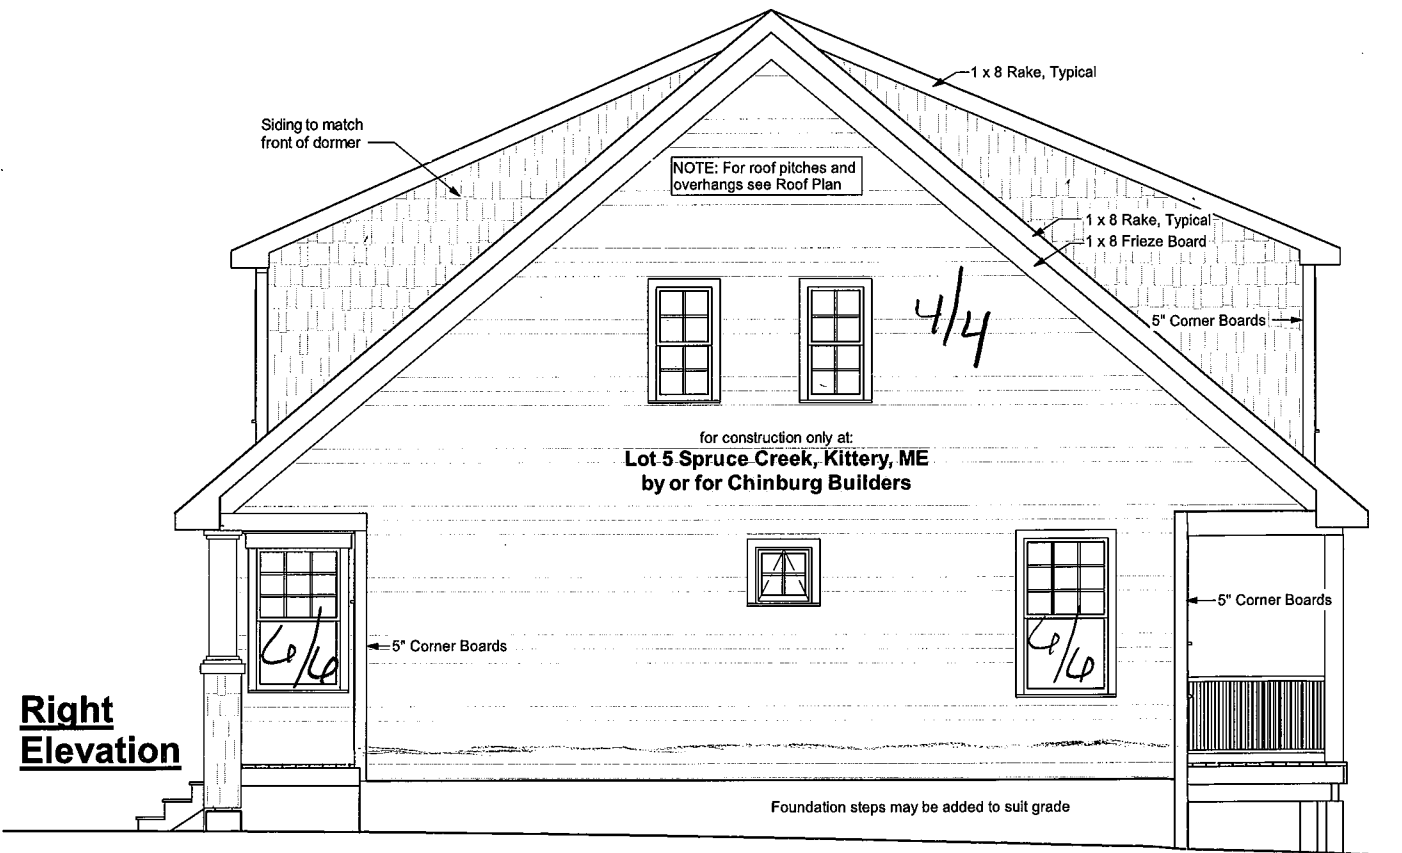 1 x 8 Rake, Typical
Siding to match
front of dormer
NOTE: For roof pitches and
overhangs see Roof Plan
1 x 8 Rake, Typical
1 x 8 Frieze Board
4/4
5" Corner Boards
for construction only at:
Lot 5 Spruce Creek, Kittery, ME
by or for Chinburg Builders
5" Corner Boards
6/6
6/6
5" Corner Boards
Right
Elevation
Foundation steps may be added to suit grade